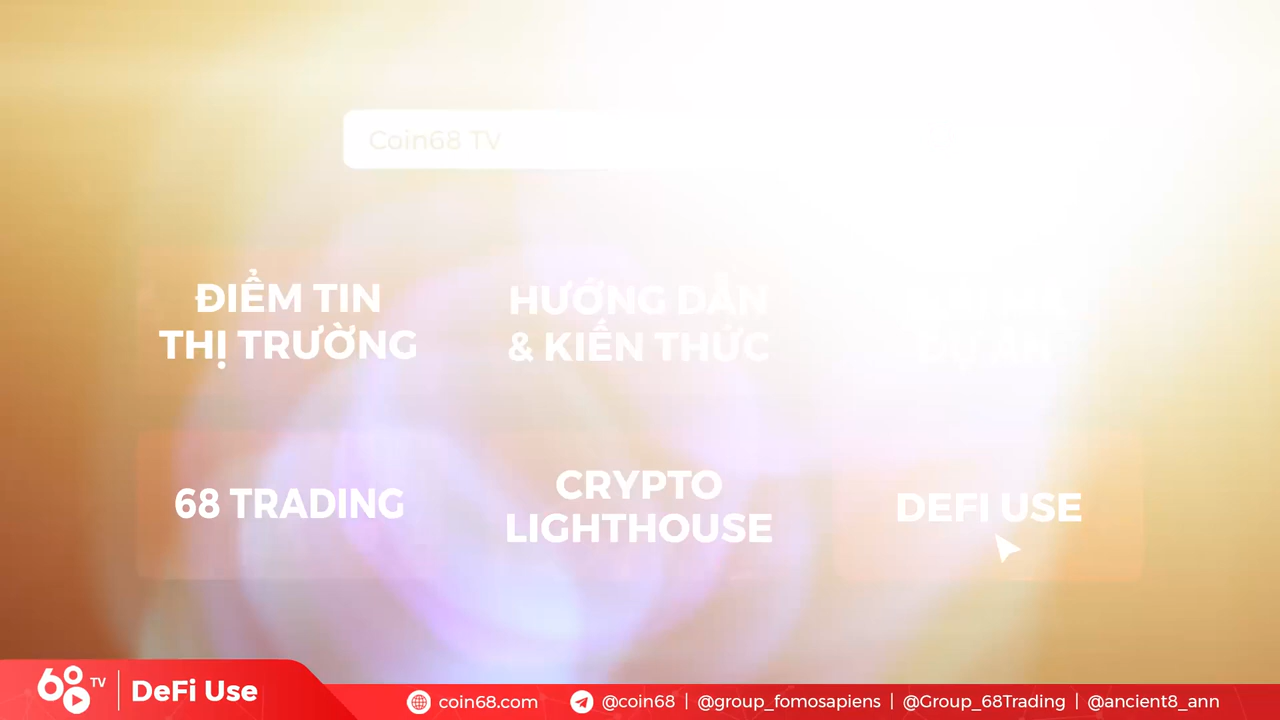 Coin68 TV
ĐIỂM TIN
THỊ TRƯỜNG
HƯỚNG DẪN
& KIẾN THỨC
68 TRADING
CRYPTO
LIGHTHOUSE
DEFI USE
68 TV
DeFi Use
coin68.com
@coin68 | @group_fomosapiens | @Group_68Trading | @ancient8_ann